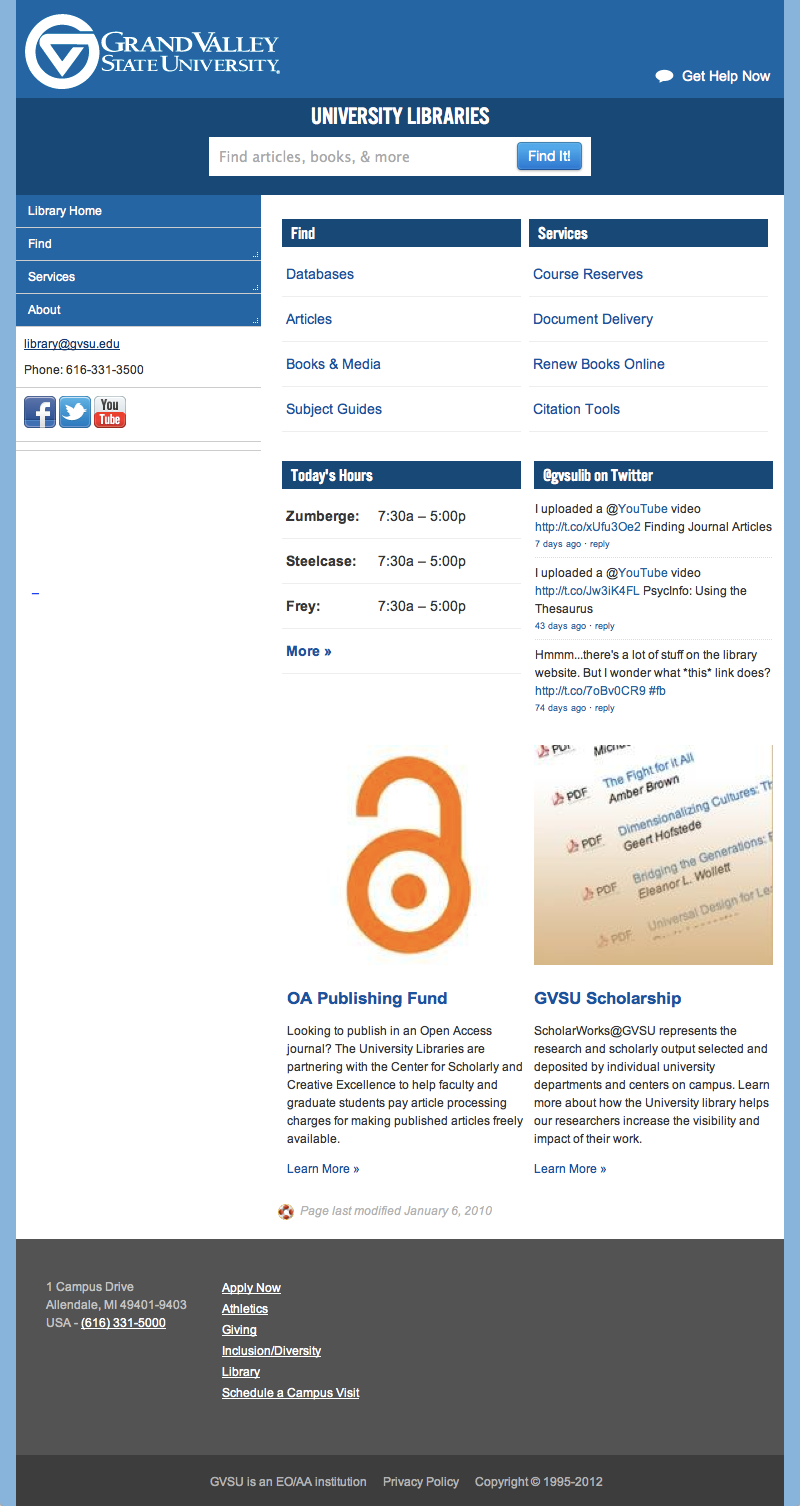 GRAND VALLEY
STATE UNIVERSITY®
Get Help Now
UNIVERSITY LIBRARIES
Find articles, books, & more
Find It!
Library Home
Find
Services
About
library@gvsu.edu
Phone: 616-331-3500
You
Tube
Find
Databases
Articles
Books & Media
Subject Guides
Services
Course Reserves
Document Delivery
Renew Books Online
Citation Tools
Today's Hours
Zumberge: 7:30a – 5:00p
Steelcase: 7:30a – 5:00p
Frey: 7:30a – 5:00p
More »
@gvsulib on Twitter
I uploaded a @YouTube video
http://t.co/xUfu3Oe2 Finding Journal Articles
7 days ago · reply
I uploaded a @YouTube video
http://t.co/Jw3iK4FL PsycInfo: Using the
Thesaurus
43 days ago · reply
Hmmm...there's a lot of stuff on the library
website. But I wonder what *this* link does?
http://t.co/7oBv0CR9 #fb
74 days ago · reply
PDF
The Fight for it All
PDF Amber Brown
Dimensionalizing Cultures:
PDF Geert Hofstede
Bridging the Generations:
PDF Eleanor L. Wollett
Universal Design for
PDF
OA Publishing Fund
Looking to publish in an Open Access
journal? The University Libraries are
partnering with the Center for Scholarly and
Creative Excellence to help faculty and
graduate students pay article processing
charges for making published articles freely
available.
Learn More »
GVSU Scholarship
ScholarWorks@GVSU represents the
research and scholarly output selected and
deposited by individual university
departments and centers on campus. Learn
more about how the University library helps
our researchers increase the visibility and
impact of their work.
Learn More »
Page last modified January 6, 2010
1 Campus Drive
Allendale, MI 49401-9403
USA - (616) 331-5000
Apply Now
Athletics
Giving
Inclusion/Diversity
Library
Schedule a Campus Visit
GVSU is an EO/AA institution Privacy Policy Copyright © 1995-2012